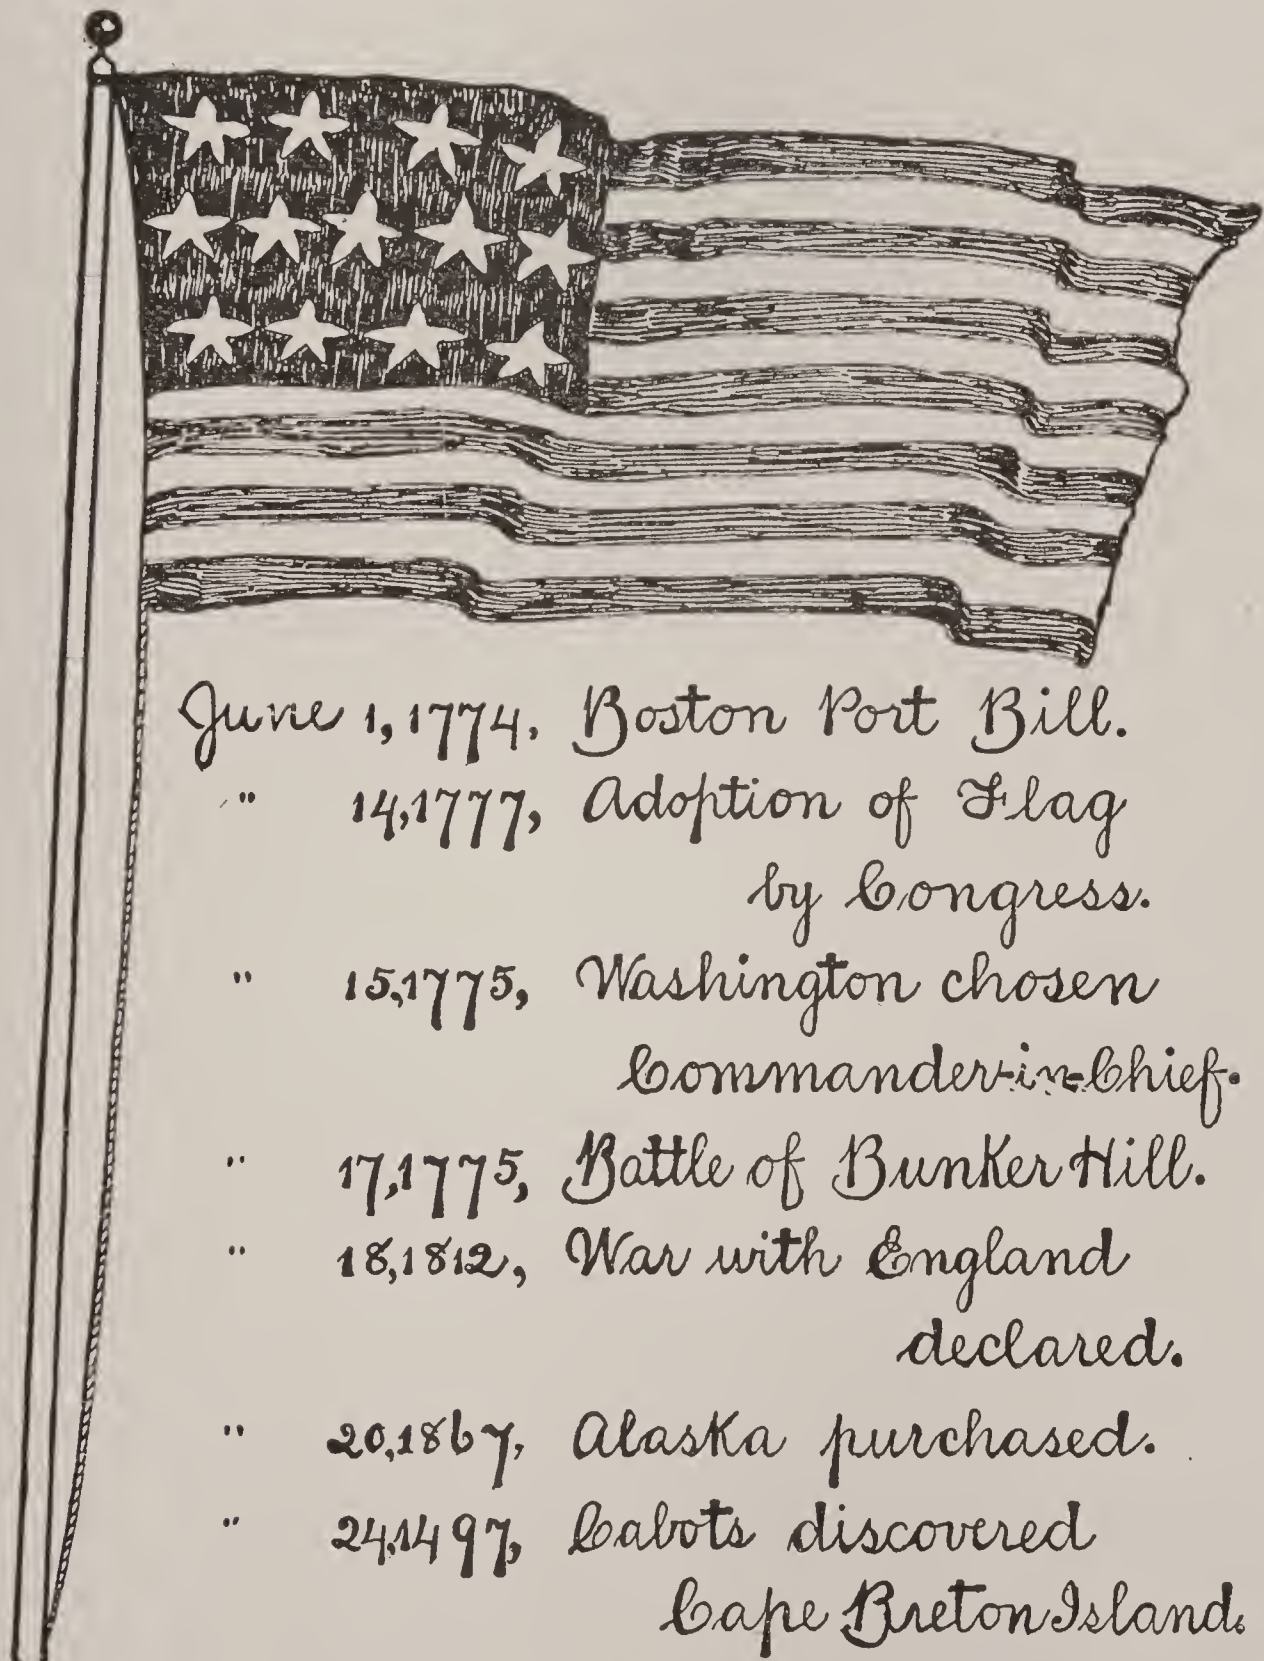 June 1, 1774, Boston Port Bill.
" 14, 1777, Adoption of Flag
by Congress.
" 15, 1775, Washington chosen
Commander-in-Chief.
" 17, 1775, Battle of Bunker Hill.
" 18, 1812, War with England
declared.
" 20, 1867, Alaska purchased.
" 24, 1497, Cabots discovered
Cape Breton Island.